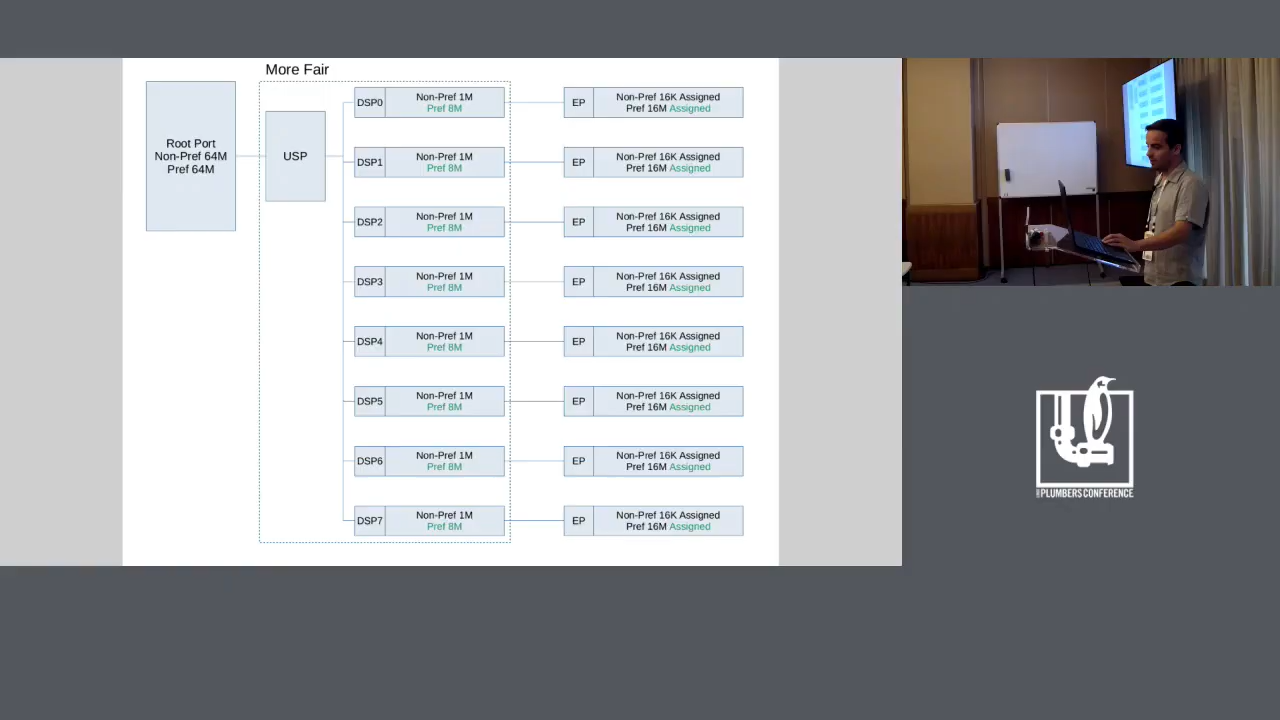 More Fair
Root Port
Non-Pref 64M
Pref 64M
USP
DSP0
Non-Pref 1M
Pref 8M
EP
Non-Pref 16K Assigned
Pref 16M Assigned
DSP1
Non-Pref 1M
Pref 8M
EP
Non-Pref 16K Assigned
Pref 16M Assigned
DSP2
Non-Pref 1M
Pref 8M
EP
Non-Pref 16K Assigned
Pref 16M Assigned
DSP3
Non-Pref 1M
Pref 8M
EP
Non-Pref 16K Assigned
Pref 16M Assigned
DSP4
Non-Pref 1M
Pref 8M
EP
Non-Pref 16K Assigned
Pref 16M Assigned
DSP5
Non-Pref 1M
Pref 8M
EP
Non-Pref 16K Assigned
Pref 16M Assigned
DSP6
Non-Pref 1M
Pref 8M
EP
Non-Pref 16K Assigned
Pref 16M Assigned
DSP7
Non-Pref 1M
Pref 8M
EP
Non-Pref 16K Assigned
Pref 16M Assigned
PLUMBERS CONFERENCE